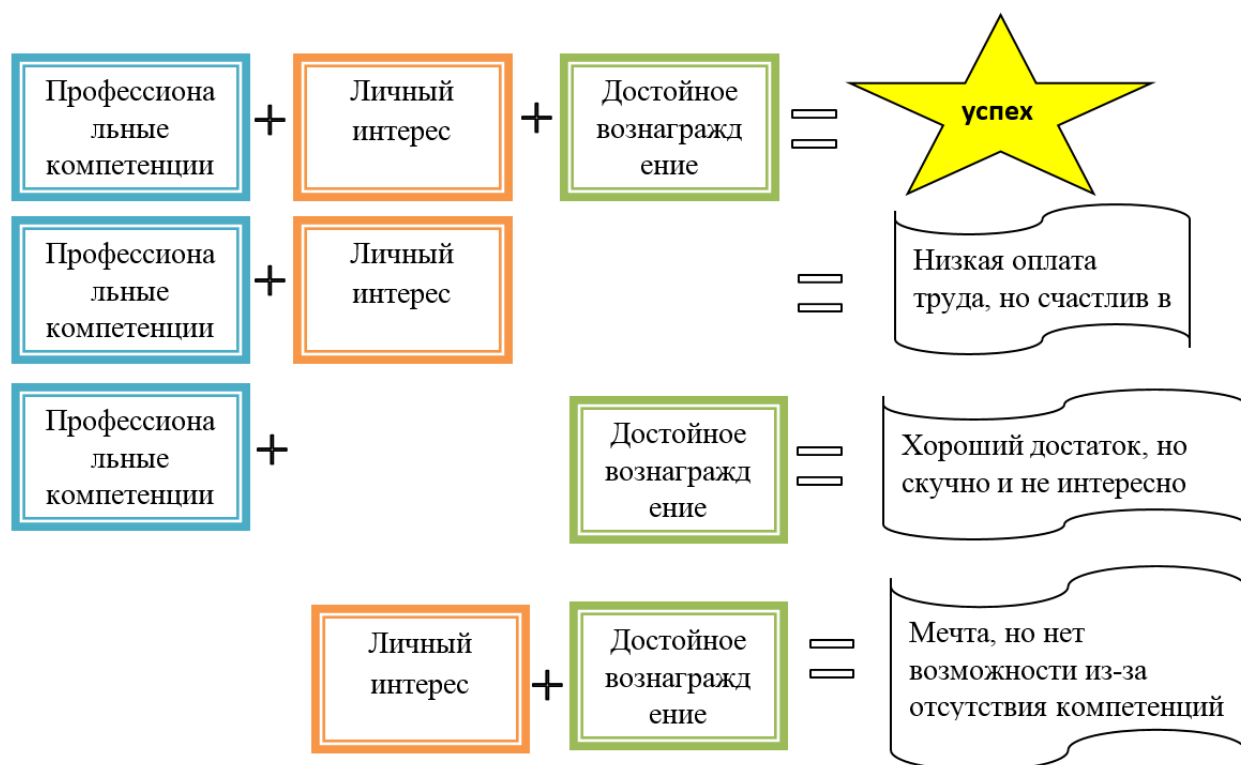 Профессиона
льные
компетенции
+
Личный
интерес
+
Достойное
вознагражд
ение
=
успех
Профессиона
льные
компетенции
+
Личный
интерес
=
Низкая оплата
труда, но счастлив в
Профессиона
льные
компетенции
+
Достойное
вознагражд
ение
=
Хороший достаток, но
скучно и не интересно
Личный
интерес
+
Достойное
вознагражд
ение
=
Мечта, но нет
возможности из-за
отсутствия компетенций